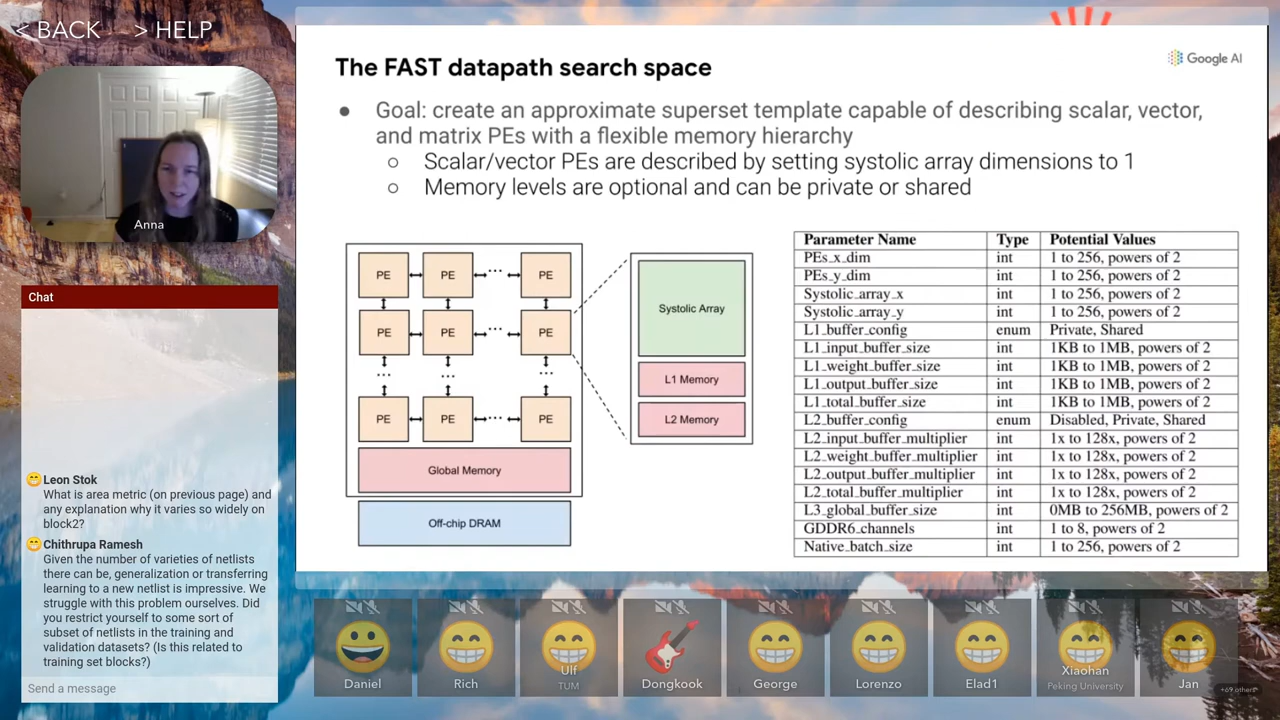 < BACK > HELP
Anna
Chat
Leon Stok
What is area metric (on previous page) and
any explanation why it varies so widely on
block2?
Chithrupa Ramesh
Given the number of varieties of netlists
there can be, generalization or transferring
learning to a new netlist is impressive. We
struggle with this problem ourselves. Did
you restrict yourself to some sort of
subset of netlists in the training and
validation datasets? (Is this related to
training set blocks?)
Send a message
The FAST datapath search space
Google AI
● Goal: create an approximate superset template capable of describing scalar, vector,
and matrix PEs with a flexible memory hierarchy
○ Scalar/vector PEs are described by setting systolic array dimensions to 1
○ Memory levels are optional and can be private or shared
PE PE ... PE
PE PE ... PE
... ... ...
PE PE ... PE
Global Memory
Off-chip DRAM
Systolic Array
L1 Memory
L2 Memory
Parameter Name Type Potential Values
PEs_x_dim int 1 to 256, powers of 2
PEs_y_dim int 1 to 256, powers of 2
Systolic_array_x int 1 to 256, powers of 2
Systolic_array_y int 1 to 256, powers of 2
L1_buffer_config enum Private, Shared
L1_input_buffer_size int 1KB to 1MB, powers of 2
L1_weight_buffer_size int 1KB to 1MB, powers of 2
L1_output_buffer_size int 1KB to 1MB, powers of 2
L1_total_buffer_size int 1KB to 1MB, powers of 2
L2_buffer_config enum Disabled, Private, Shared
L2_input_buffer_multiplier int 1x to 128x, powers of 2
L2_weight_buffer_multiplier int 1x to 128x, powers of 2
L2_output_buffer_multiplier int 1x to 128x, powers of 2
L2_total_buffer_multiplier int 1x to 128x, powers of 2
L3_global_buffer_size int 0MB to 256MB, powers of 2
GDDR6_channels int 1 to 8, powers of 2
Native_batch_size int 1 to 256, powers of 2
Daniel
Rich
Ulf
TUM
Dongkook
George
Lorenzo
Elad1
Xiaohan
Peking University
Jan
+69 others